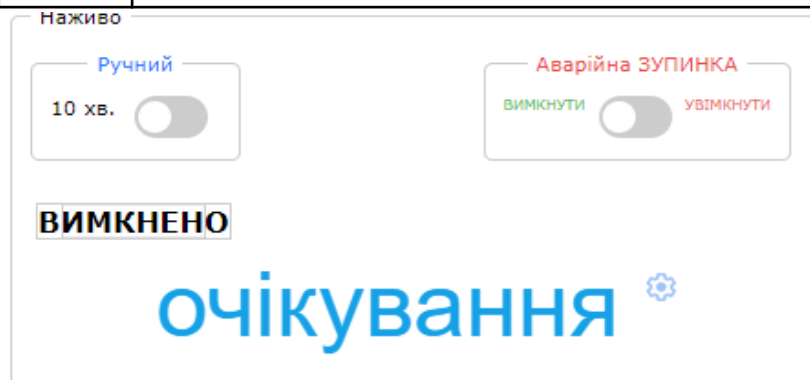 Наживо
Ручний
Аварійна ЗУПИНКА
10 хв.
ВИМКНУТИ
УВІМКНУТИ
ВИМКНЕНО
очікування